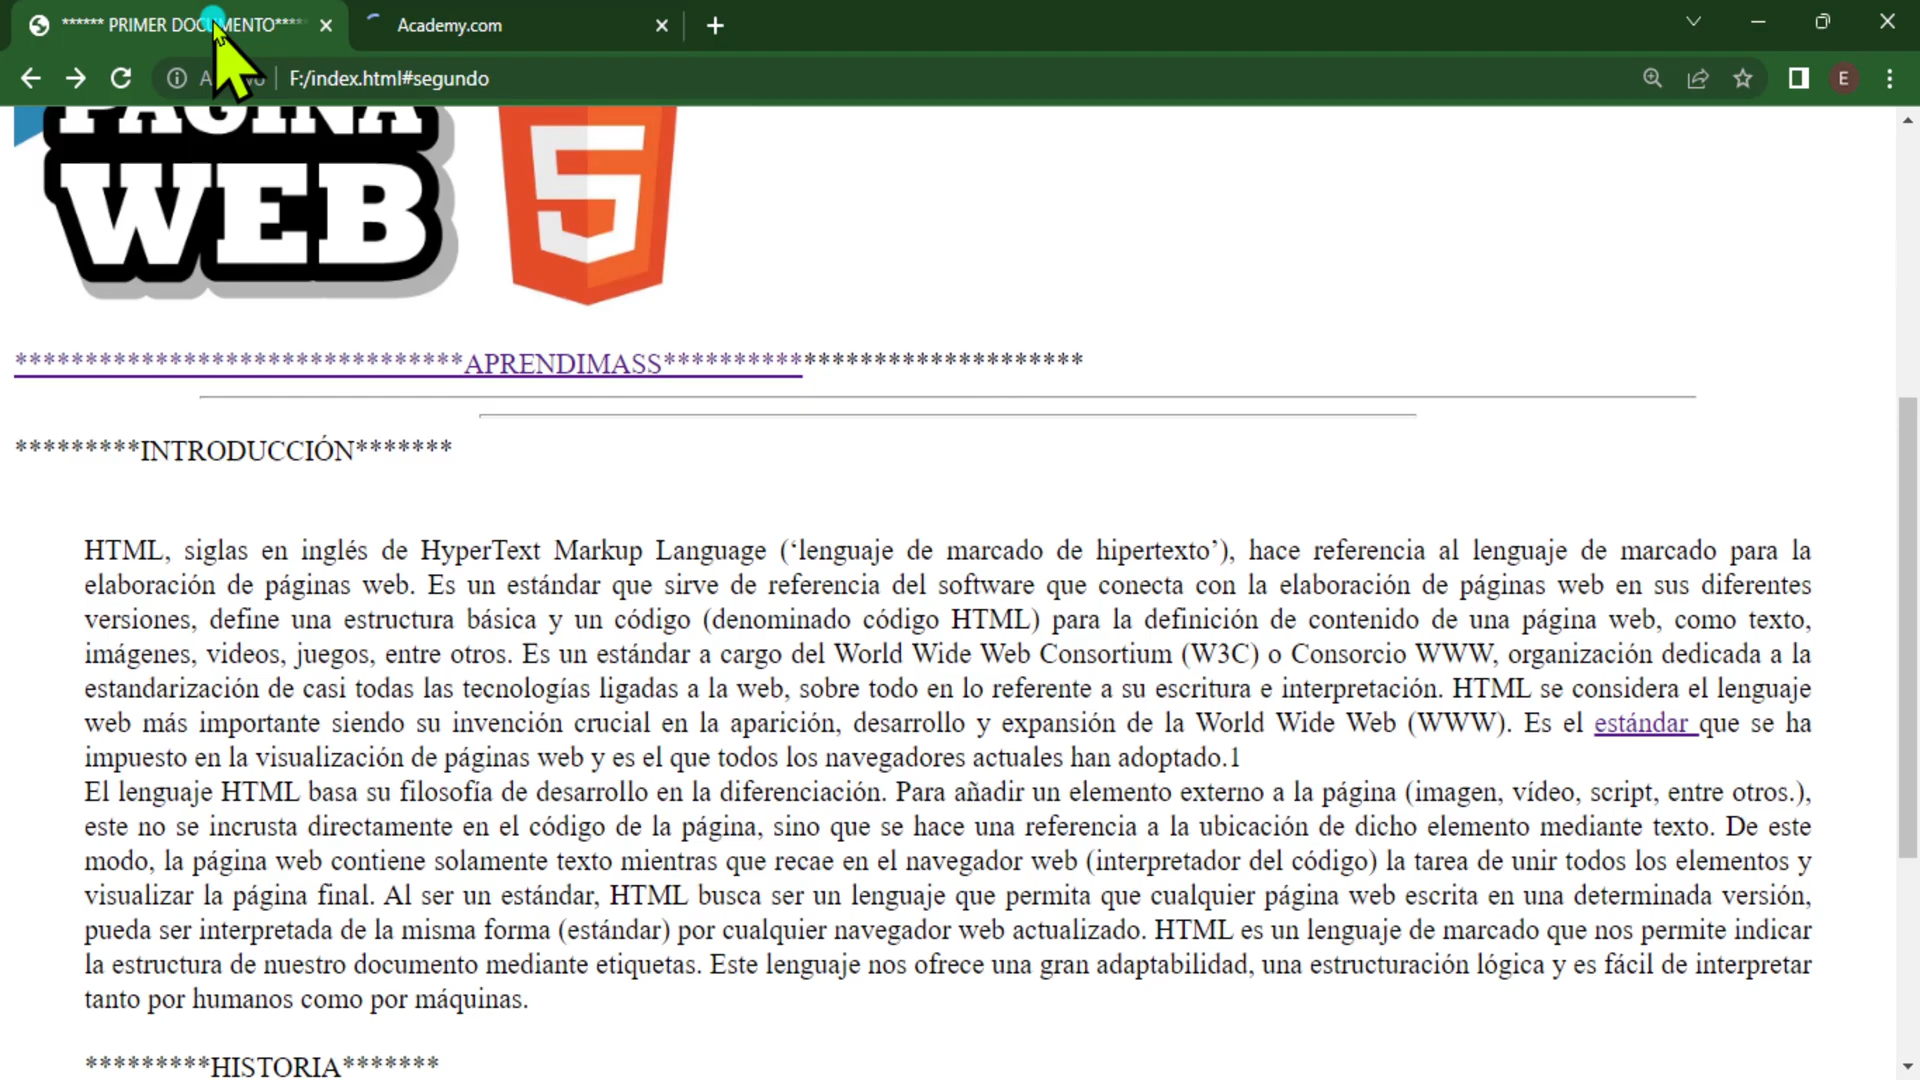 ****** PRIMER DOCUMENTO*****
Academy.com
F:/index.html#segundo
E
PÁGINA
WEB
5
********************************APRENDIMASS******************************
*********INTRODUCCIÓN*******
HTML, siglas en inglés de HyperText Markup Language (‘lenguaje de marcado de hipertexto’), hace referencia al lenguaje de marcado para la
elaboración de páginas web. Es un estándar que sirve de referencia del software que conecta con la elaboración de páginas web en sus diferentes
versiones, define una estructura básica y un código (denominado código HTML) para la definición de contenido de una página web, como texto,
imágenes, videos, juegos, entre otros. Es un estándar a cargo del World Wide Web Consortium (W3C) o Consorcio WWW, organización dedicada a la
estandarización de casi todas las tecnologías ligadas a la web, sobre todo en lo referente a su escritura e interpretación. HTML se considera el lenguaje
web más importante siendo su invención crucial en la aparición, desarrollo y expansión de la World Wide Web (WWW). Es el estándar que se ha
impuesto en la visualización de páginas web y es el que todos los navegadores actuales han adoptado.1
El lenguaje HTML basa su filosofía de desarrollo en la diferenciación. Para añadir un elemento externo a la página (imagen, vídeo, script, entre otros.),
este no se incrusta directamente en el código de la página, sino que se hace una referencia a la ubicación de dicho elemento mediante texto. De este
modo, la página web contiene solamente texto mientras que recae en el navegador web (interpretador del código) la tarea de unir todos los elementos y
visualizar la página final. Al ser un estándar, HTML busca ser un lenguaje que permita que cualquier página web escrita en una determinada versión,
pueda ser interpretada de la misma forma (estándar) por cualquier navegador web actualizado. HTML es un lenguaje de marcado que nos permite indicar
la estructura de nuestro documento mediante etiquetas. Este lenguaje nos ofrece una gran adaptabilidad, una estructuración lógica y es fácil de interpretar
tanto por humanos como por máquinas.
*********HISTORIA*******